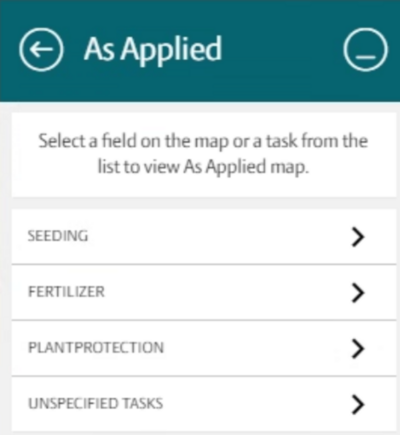 As Applied
Select a field on the map or a task from the
list to view As Applied map.
SEEDING
FERTILIZER
PLANTPROTECTION
UNSPECIFIED TASKS